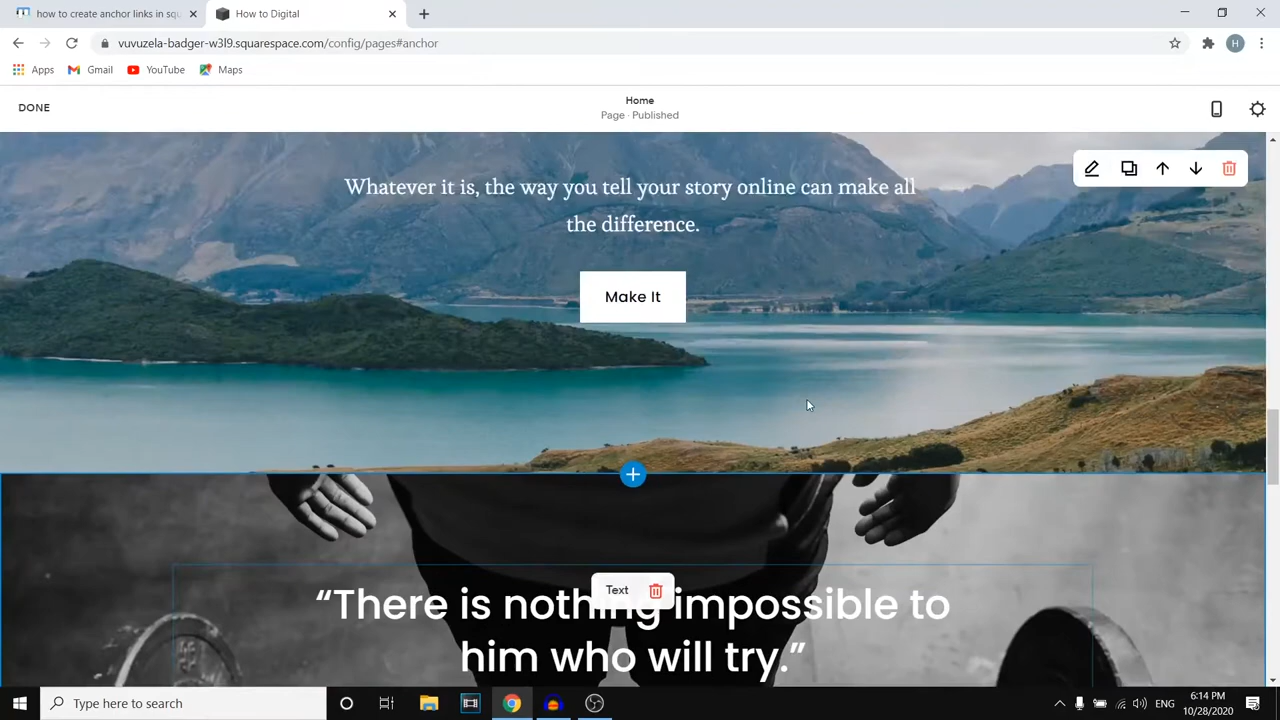 how to create anchor links in squ
How to Digital
vuvuzela-badger-w3l9.squarespace.com/config/pages#anchor
H
Apps
Gmail
YouTube
Maps
DONE
Home
Page · Published
Whatever it is, the way you tell your story online can make all
the difference.
Make It
Text
“There is nothing impossible to
him who will try.”
Type here to search
ENG
6:14 PM
10/28/2020